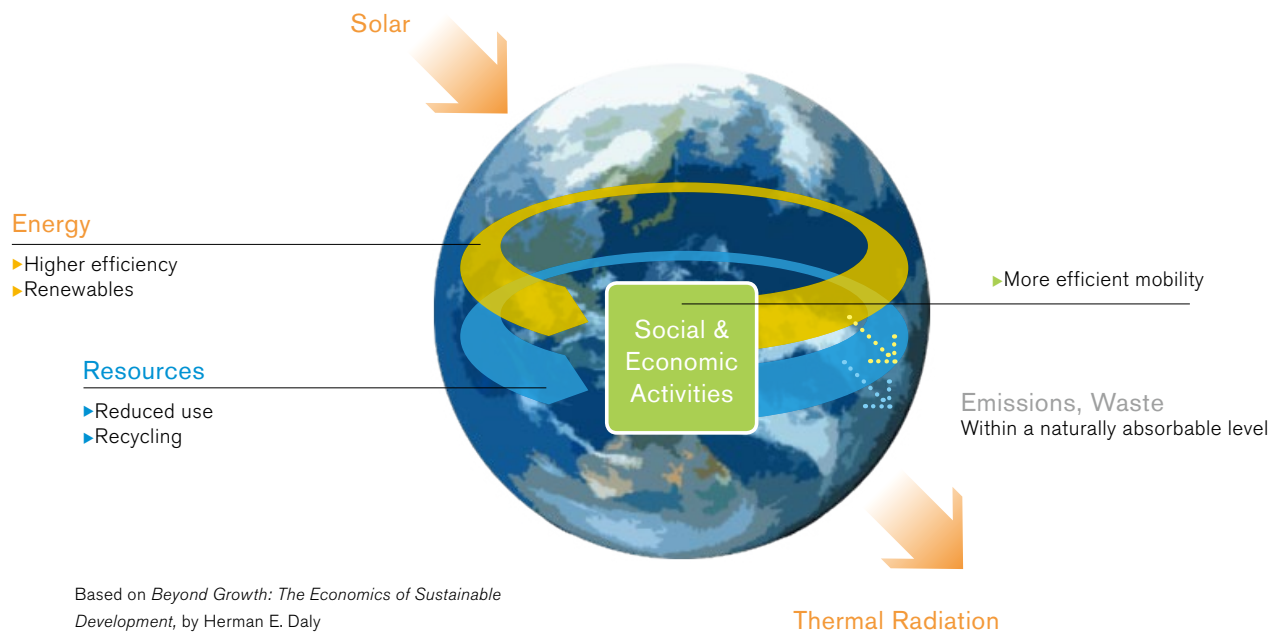 Solar
Energy
▶Higher efficiency
▶Renewables
▶More efficient mobility
Social &
Economic
Activities
Resources
▶Reduced use
▶Recycling
Emissions, Waste
Within a naturally absorbable level
Based on Beyond Growth: The Economics of Sustainable
Development, by Herman E. Daly
Thermal Radiation